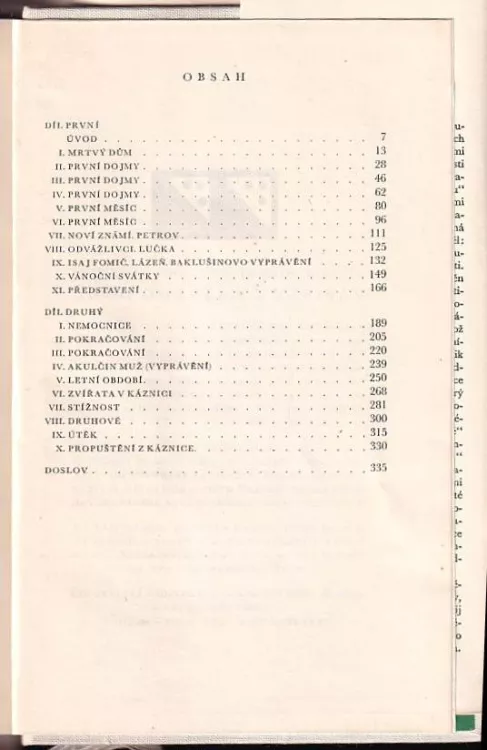 OBSAH
DÍL PRVNÍ
ÚVOD . . . . . . . . . . . . . . . . . . . 7
I. MRTVÝ DŮM . . . . . . . . . . . . . . . . 13
II. PRVNÍ DOJMY . . . . . . . . . . . . . . . 28
III. PRVNÍ DOJMY . . . . . . . . . . . . . . . 46
IV. PRVNÍ DOJMY . . . . . . . . . . . . . . . 62
V. PRVNÍ MĚSÍC . . . . . . . . . . . . . . . 80
VI. PRVNÍ MĚSÍC . . . . . . . . . . . . . . . 96
VII. NOVÍ ZNÁMÍ. PETROV . . . . . . . . . . . . 111
VIII. ODVÁŽLIVCI. LUČKA . . . . . . . . . . . . 125
IX. ISAJ FOMIČ. LÁZEŇ. BAKLUŠINOVO VYPRÁVĚNÍ . . . . 132
X. VÁNOČNÍ SVÁTKY . . . . . . . . . . . . . . 149
XI. PŘEDSTAVENÍ . . . . . . . . . . . . . . . 166
DÍL DRUHÝ
I. NEMOCNICE . . . . . . . . . . . . . . . . 189
II. POKRAČOVÁNÍ . . . . . . . . . . . . . . . 205
III. POKRAČOVÁNÍ . . . . . . . . . . . . . . . 220
IV. AKULČIN MUŽ (VYPRÁVĚNÍ) . . . . . . . . . . 239
V. LETNÍ OBDOBÍ . . . . . . . . . . . . . . . 250
VI. ZVÍŘATA V KÁZNICI . . . . . . . . . . . . . 268
VII. STÍŽNOST . . . . . . . . . . . . . . . . 281
VIII. DRUHOVÉ . . . . . . . . . . . . . . . . 300
IX. ÚTĚK . . . . . . . . . . . . . . . . . . 315
X. PROPUŠTĚNÍ Z KÁZNICE . . . . . . . . . . . . 330
DOSLOV . . . . . . . . . . . . . . . . . . . 335